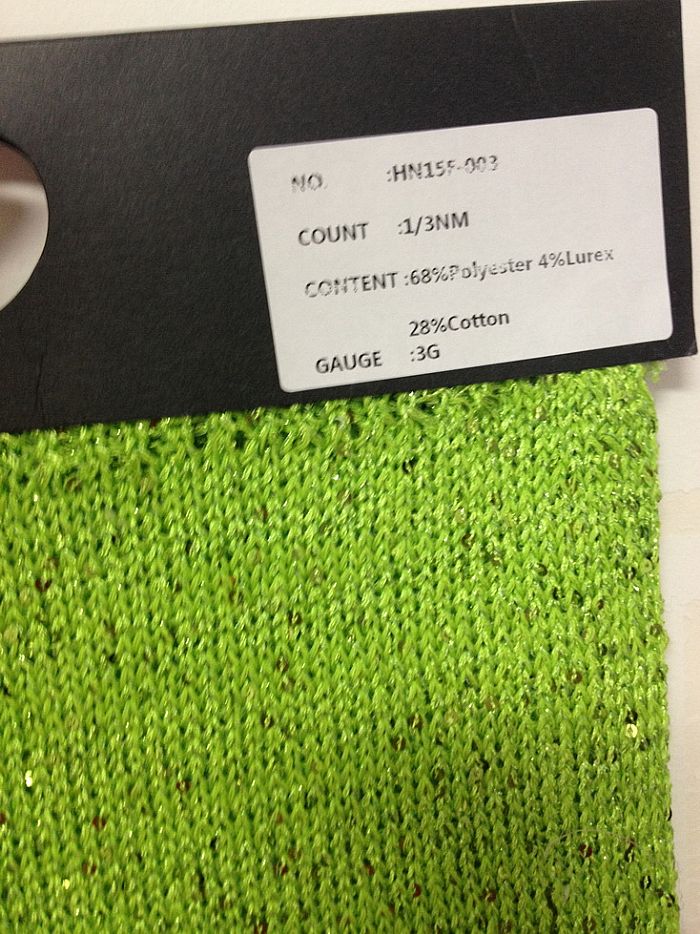 NO. :HN15F-003
COUNT :1/3NM
CONTENT :68%Polyester 4%Lurex
28%Cotton
GAUGE :3G